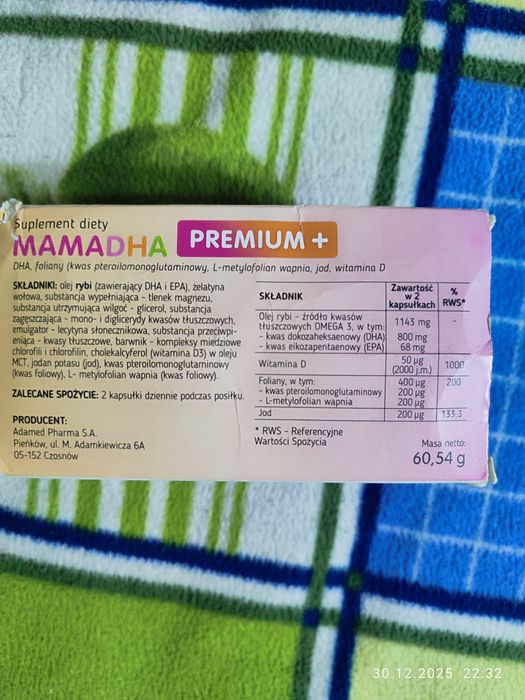 Suplement diety
MAMADHA PREMIUM +
DHA, foliany (kwas pteroilomonoglutaminowy, L-metylofolian wapnia, jod, witamina D
SKŁADNIKI: olej rybi (zawierający DHA i EPA), żelatyna
wołowa, substancja wypełniająca - tlenek magnezu,
substancja utrzymująca wilgoć - glicerol, substancja
zagęszczająca - mono- i diglicerydy kwasów tłuszczowych,
emulgator - lecytyna słonecznikowa, substancja przeciwpi-
eniąca - kwasy tłuszczowe, barwnik - kompleksy miedziowe
chlorofili i chlorofilin, cholekalcyferol (witamina D3) w oleju
MCT, jodan potasu (jod), kwas pteroilomonoglutaminowy
(kwas foliowy), L- metylofolian wapnia (kwas foliowy).
ZALECANE SPOŻYCIE: 2 kapsułki dziennie podczas posiłku.
PRODUCENT:
Adamed Pharma S.A.
Pieńków, ul. M. Adamkiewicza 6A
05-152 Czosnów
SKŁADNIK
Zawartość
w 2
kapsułkach
%
RWS*
Olej rybi - źródło kwasów
tłuszczowych OMEGA 3, w tym: 1143 mg -
- kwas dokozaheksaenowy (DHA) 800 mg
- kwas eikozapentaenowy (EPA) 68 mg
Witamina D 50 µg (2000 j.m.) 1000
Foliany, w tym: 400 µg 200
- kwas pteroilomonoglutaminowy 200 µg
- L-metylofolian wapnia 200 µg
Jod 200 µg 133,3
* RWS - Referencyjne
Wartości Spożycia
Masa netto:
60,54 g
30.12.2025 22:32